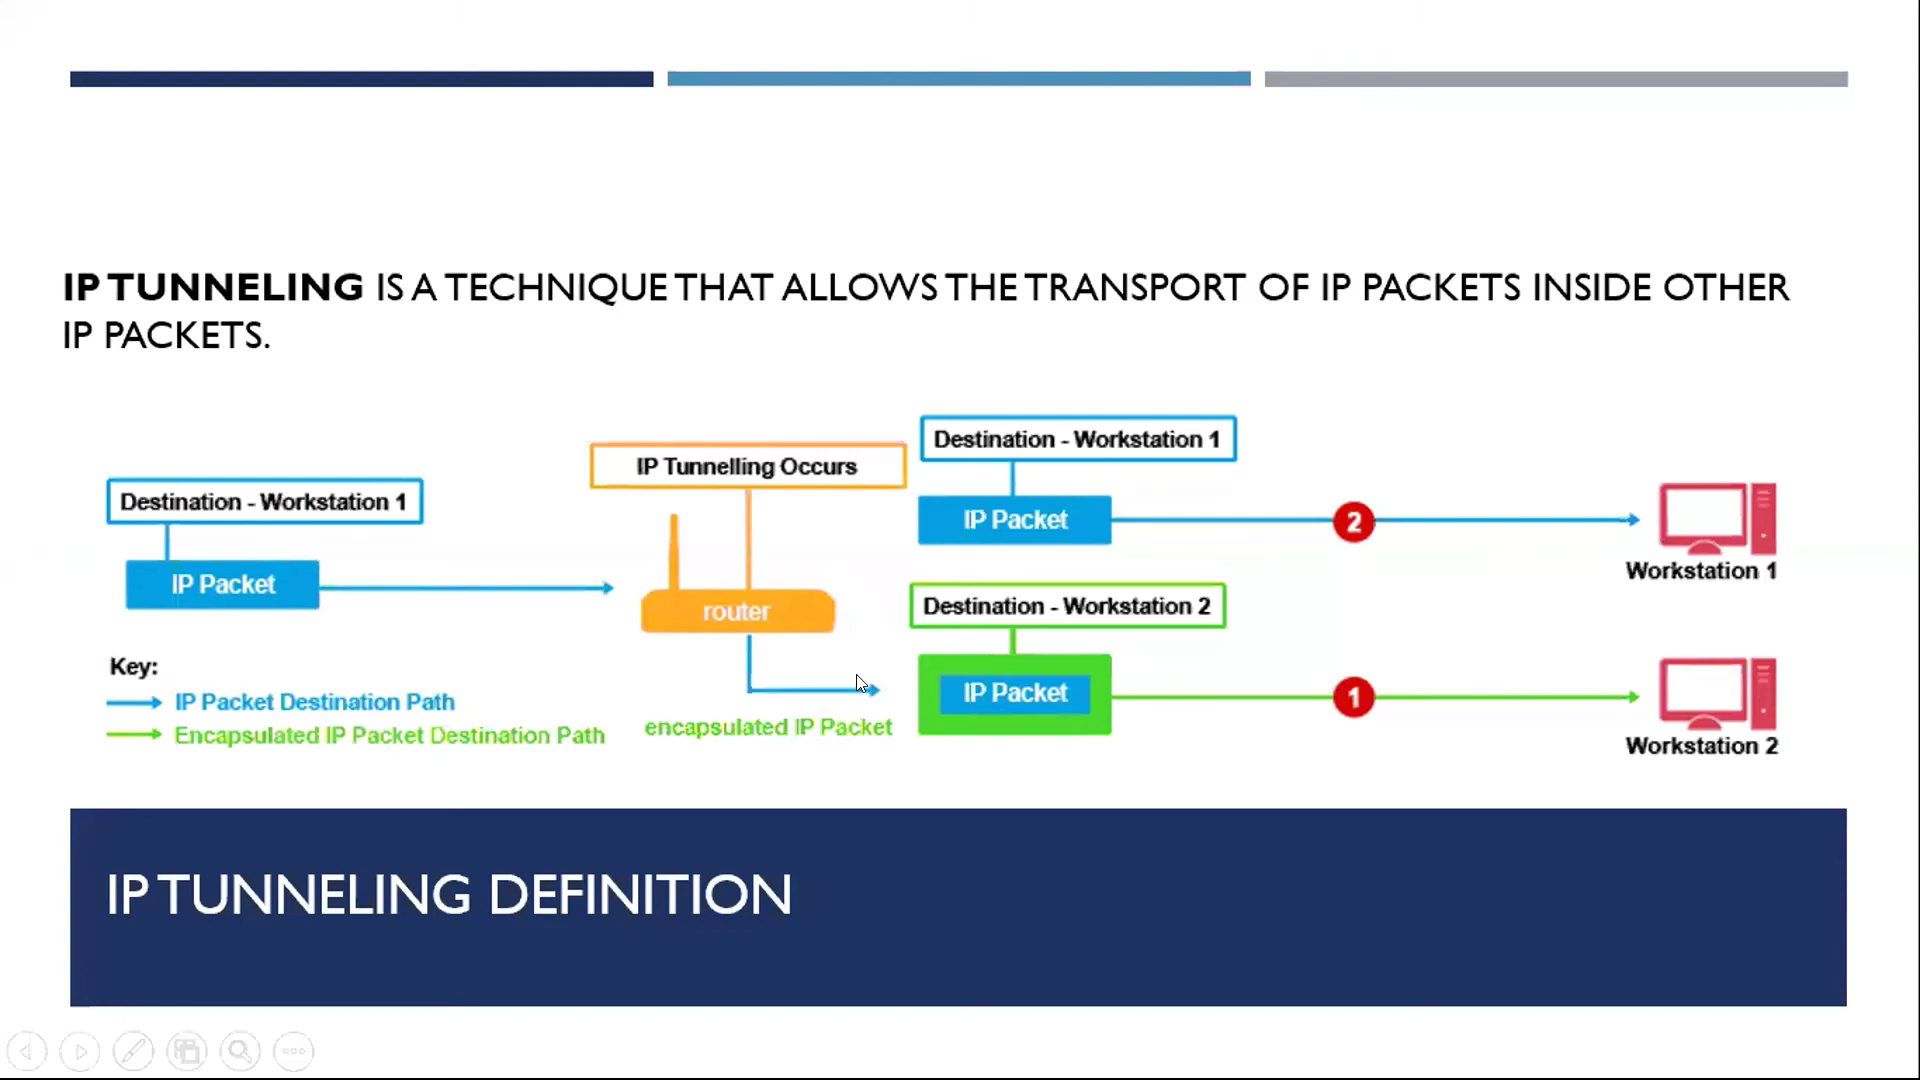 IP TUNNELING IS A TECHNIQUE THAT ALLOWS THE TRANSPORT OF IP PACKETS INSIDE OTHER
IP PACKETS.
Destination - Workstation 1
IP Packet
IP Tunnelling Occurs
router
encapsulated IP Packet
Destination - Workstation 1
IP Packet
2
Workstation 1
Destination - Workstation 2
IP Packet
1
Workstation 2
Key:
IP Packet Destination Path
Encapsulated IP Packet Destination Path
IP TUNNELING DEFINITION